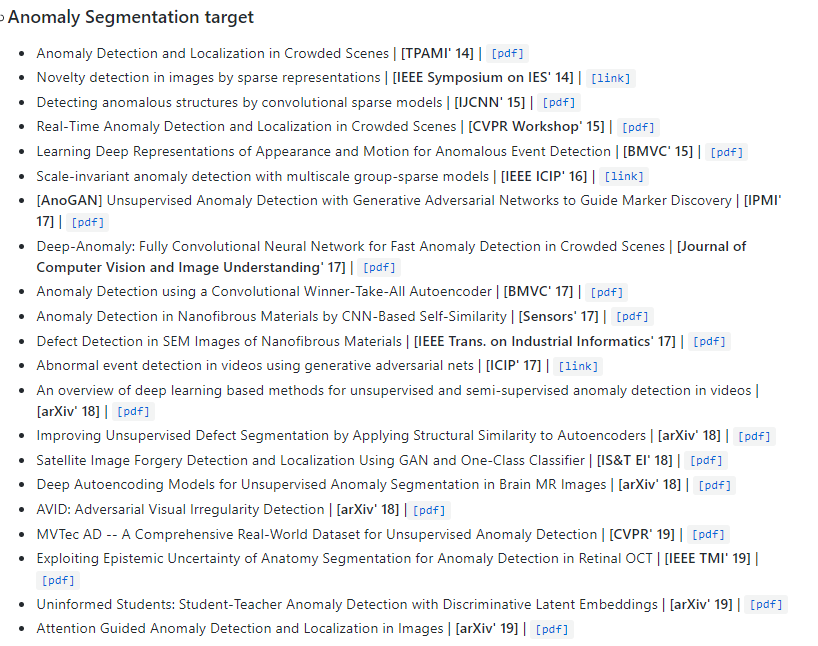 Anomaly Segmentation target
• Anomaly Detection and Localization in Crowded Scenes | [TPAMI' 14] | [pdf]
• Novelty detection in images by sparse representations | [IEEE Symposium on IES' 14] | [link]
• Detecting anomalous structures by convolutional sparse models | [IJCNN' 15] | [pdf]
• Real-Time Anomaly Detection and Localization in Crowded Scenes | [CVPR Workshop' 15] | [pdf]
• Learning Deep Representations of Appearance and Motion for Anomalous Event Detection | [BMVC' 15] | [pdf]
• Scale-invariant anomaly detection with multiscale group-sparse models | [IEEE ICIP' 16] | [link]
• [AnoGAN] Unsupervised Anomaly Detection with Generative Adversarial Networks to Guide Marker Discovery | [IPMI'
17] | [pdf]
• Deep-Anomaly: Fully Convolutional Neural Network for Fast Anomaly Detection in Crowded Scenes | [Journal of
Computer Vision and Image Understanding' 17] | [pdf]
• Anomaly Detection using a Convolutional Winner-Take-All Autoencoder | [BMVC' 17] | [pdf]
• Anomaly Detection in Nanofibrous Materials by CNN-Based Self-Similarity | [Sensors' 17] | [pdf]
• Defect Detection in SEM Images of Nanofibrous Materials | [IEEE Trans. on Industrial Informatics' 17] | [pdf]
• Abnormal event detection in videos using generative adversarial nets | [ICIP' 17] | [link]
• An overview of deep learning based methods for unsupervised and semi-supervised anomaly detection in videos |
[arXiv' 18] | [pdf]
• Improving Unsupervised Defect Segmentation by Applying Structural Similarity to Autoencoders | [arXiv' 18] | [pdf]
• Satellite Image Forgery Detection and Localization Using GAN and One-Class Classifier | [IS&T EI' 18] | [pdf]
• Deep Autoencoding Models for Unsupervised Anomaly Segmentation in Brain MR Images | [arXiv' 18] | [pdf]
• AVID: Adversarial Visual Irregularity Detection | [arXiv' 18] | [pdf]
• MVTec AD -- A Comprehensive Real-World Dataset for Unsupervised Anomaly Detection | [CVPR' 19] | [pdf]
• Exploiting Epistemic Uncertainty of Anatomy Segmentation for Anomaly Detection in Retinal OCT | [IEEE TMI' 19] |
[pdf]
• Uninformed Students: Student-Teacher Anomaly Detection with Discriminative Latent Embeddings | [arXiv' 19] | [pdf]
• Attention Guided Anomaly Detection and Localization in Images | [arXiv' 19] | [pdf]